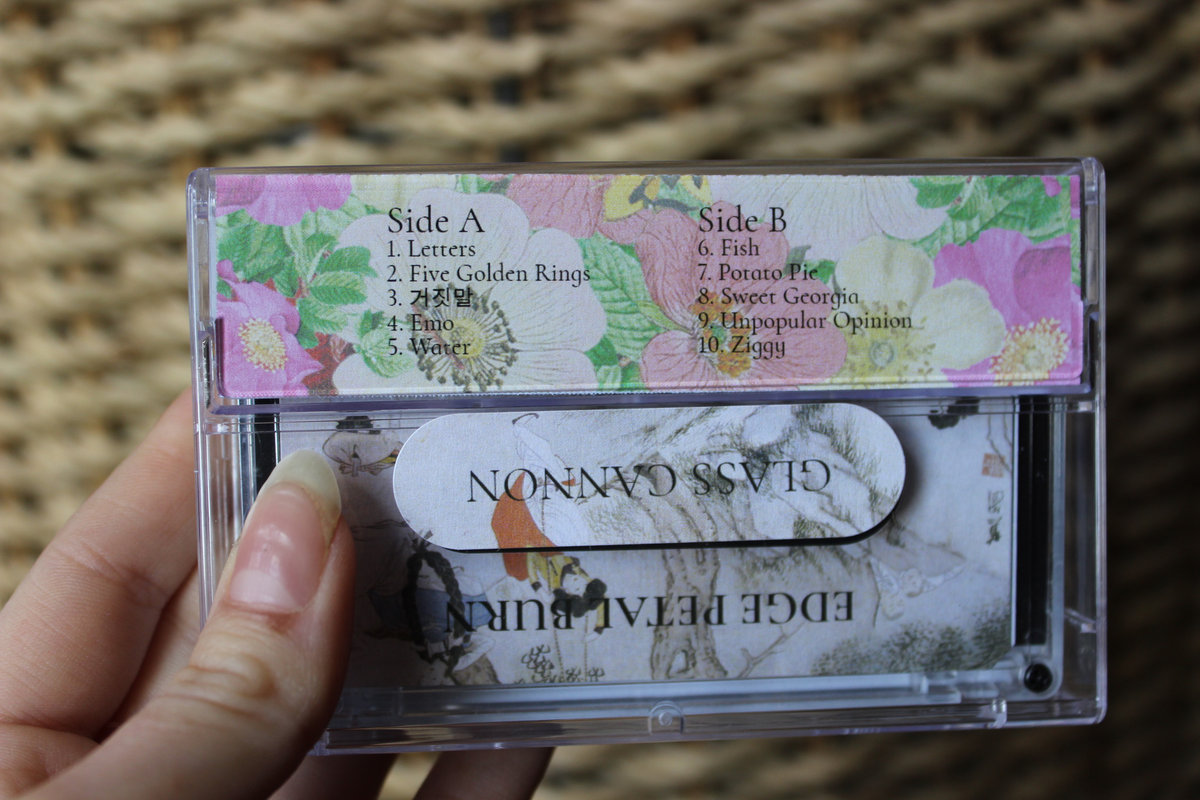 Side A
1. Letters
2. Five Golden Rings
3. 거짓말
4. Emo
5. Water
Side B
6. Fish
7. Potato Pie
8. Sweet Georgia
9. Unpopular Opinion
10. Ziggy
GLASS CANNON
EDGE PETAL BURN